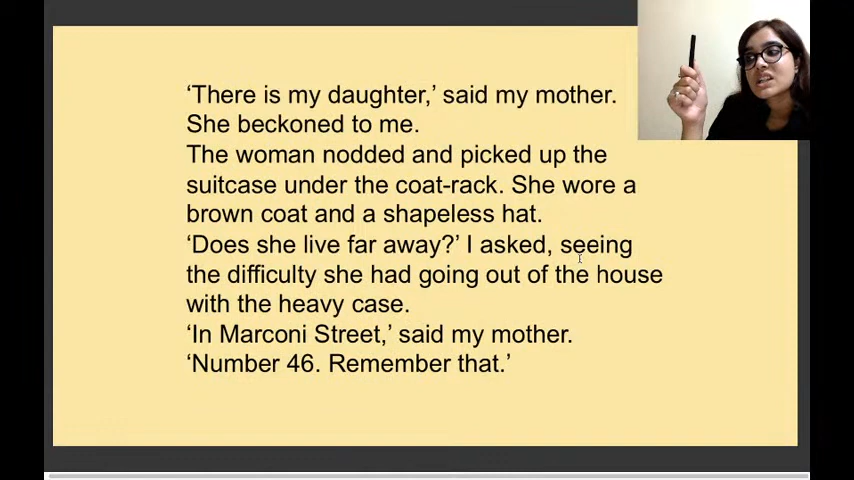 ‘There is my daughter,’ said my mother.
She beckoned to me.
The woman nodded and picked up the
suitcase under the coat-rack. She wore a
brown coat and a shapeless hat.
‘Does she live far away?’ I asked, seeing
the difficulty she had going out of the house
with the heavy case.
‘In Marconi Street,’ said my mother.
‘Number 46. Remember that.’